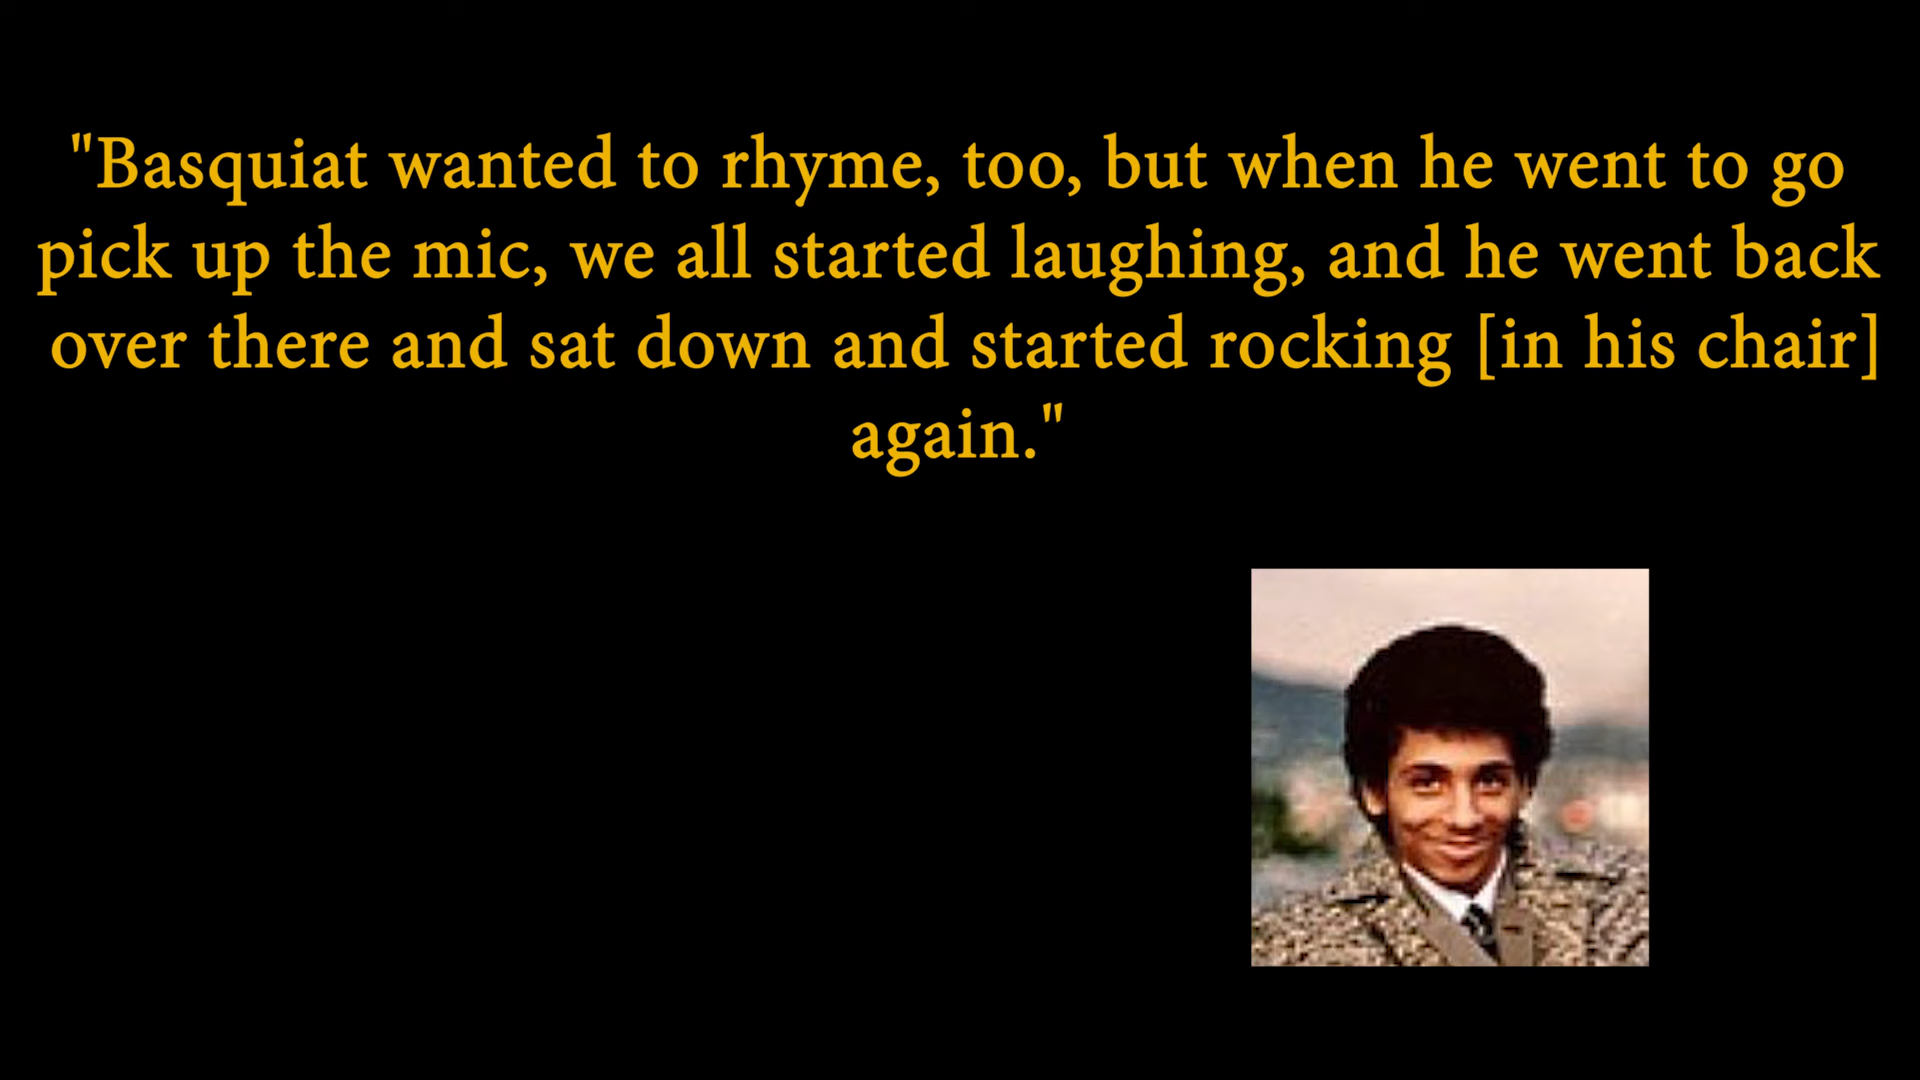 "Basquiat wanted to rhyme, too, but when he went to go
pick up the mic, we all started laughing, and he went back
over there and sat down and started rocking [in his chair]
again."